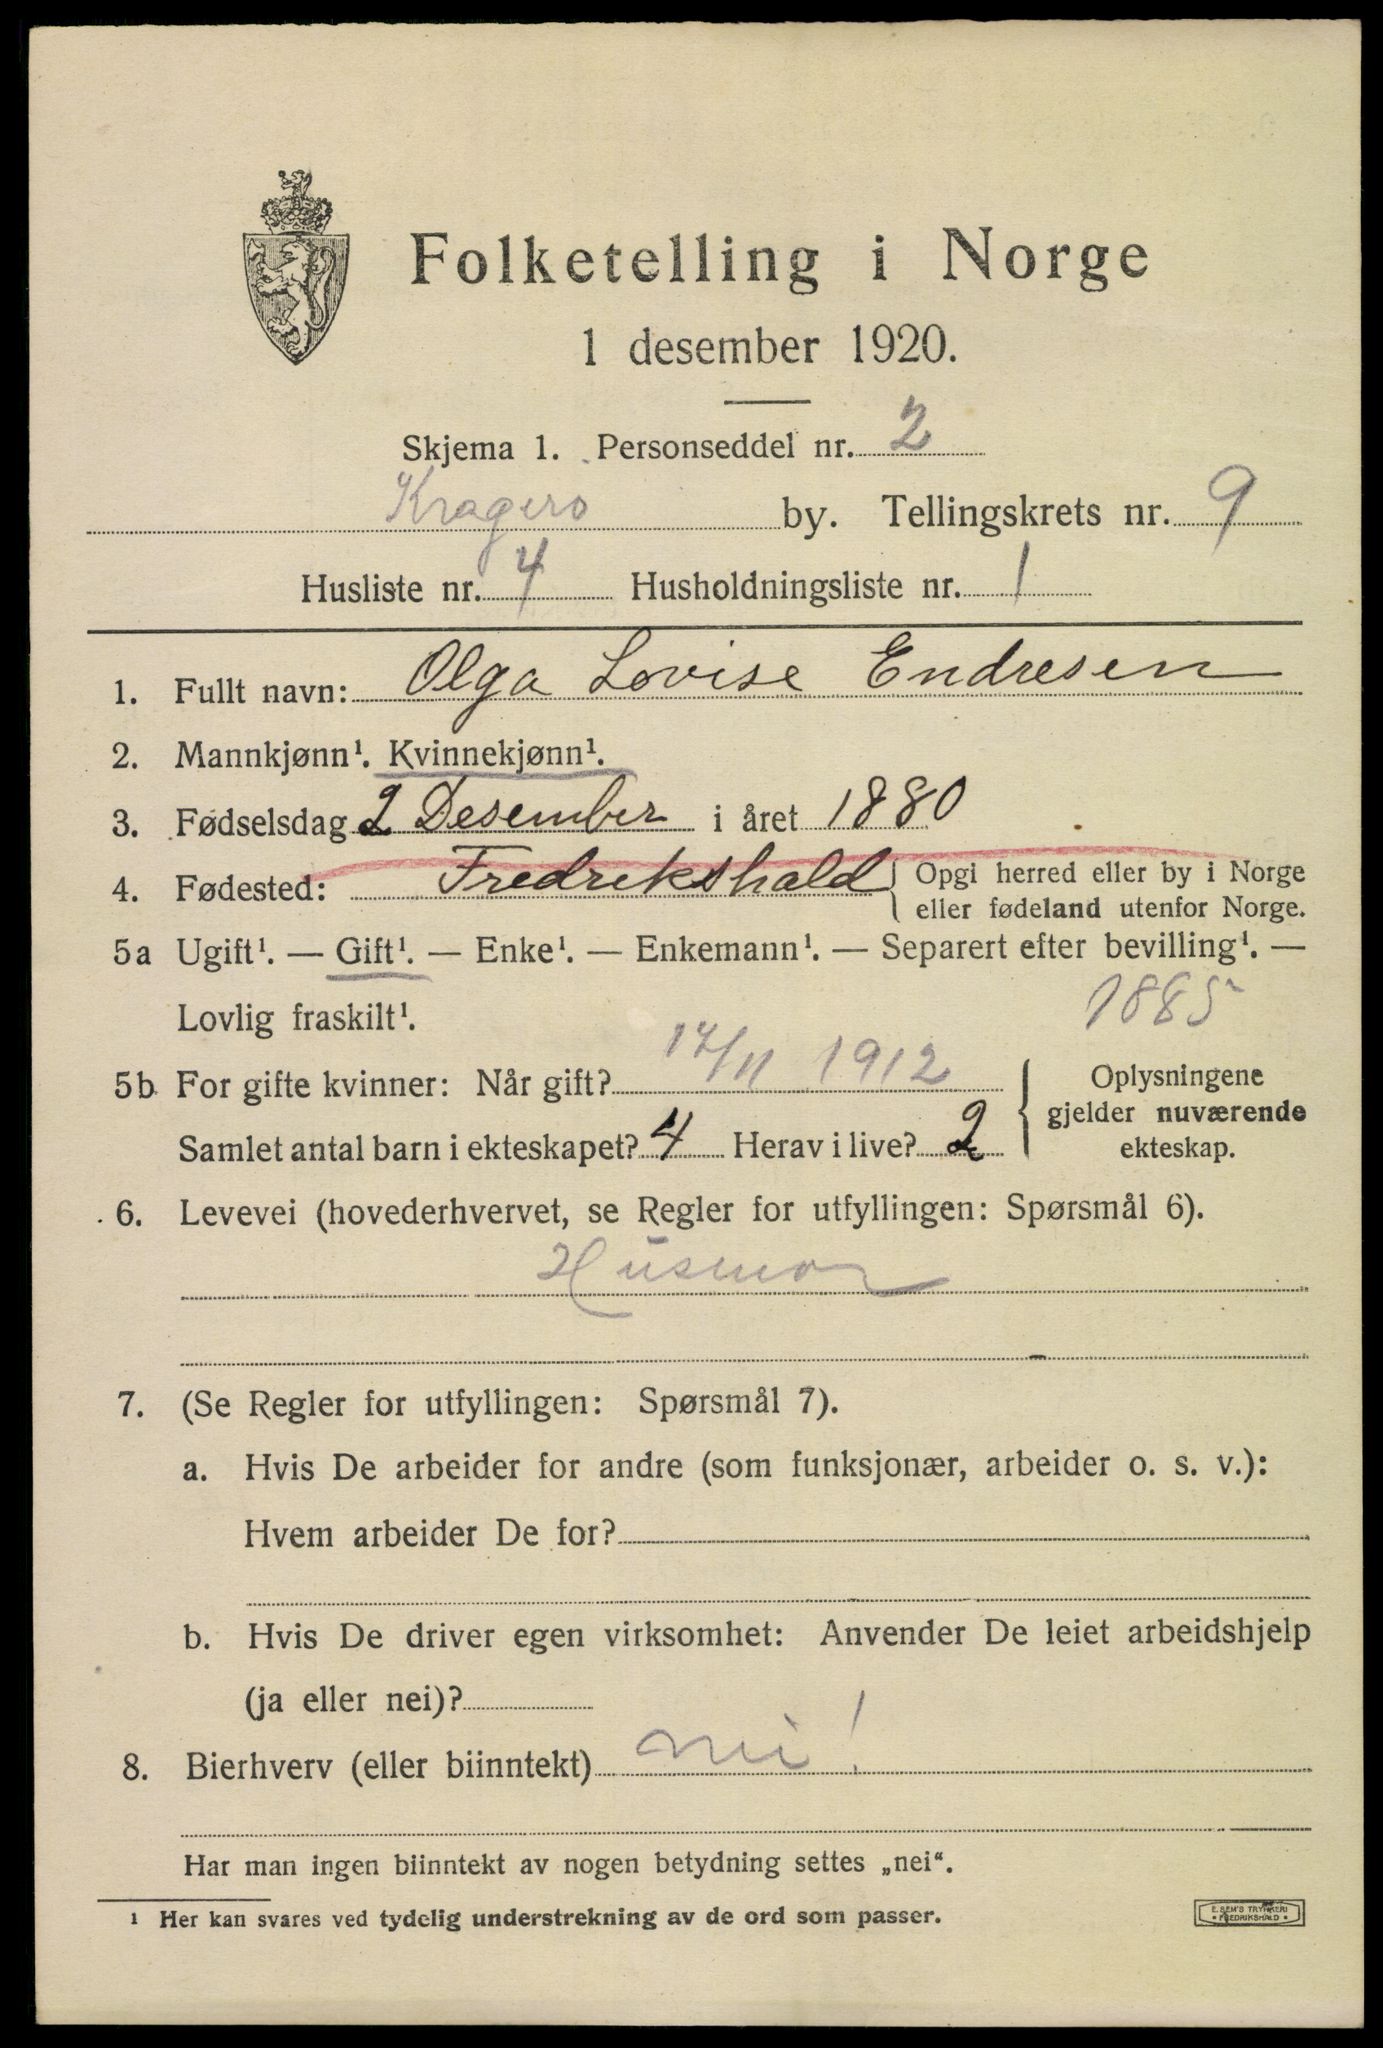 Folketelling i Norge
1 desember 1920.
Skjema 1. Personseddel nr. 2
Kragerø by. Tellingskrets nr. 9
Husliste nr. 4 Husholdningsliste nr. 1
1. Fullt navn: Olga Lovise Endresen
2. Mannkjønn¹. Kvinnekjønn¹.
3. Fødselsdag 2 Desember i året 1880
4. Fødested: Fredrikshald { Opgi herred eller by i Norge
eller fødeland utenfor Norge.
5a Ugift¹. — Gift¹. — Enke¹. — Enkemann¹. — Separert efter bevilling¹. —
Lovlig fraskilt¹. 1885
5b For gifte kvinner: Når gift? 17/11 1912 { Oplysningene
gjelder nuværende
Samlet antal barn i ekteskapet? 4 Herav i live? 2 ekteskap.
6. Levevei (hovederhvervet, se Regler for utfyllingen: Spørsmål 6).
Husmor
7. (Se Regler for utfyllingen: Spørsmål 7).
a. Hvis De arbeider for andre (som funksjonær, arbeider o. s. v.):
Hvem arbeider De for?
b. Hvis De driver egen virksomhet: Anvender De leiet arbeidshjelp
(ja eller nei)?
8. Bierhverv (eller biinntekt) nei!
Har man ingen biinntekt av nogen betydning settes „nei“.
¹ Her kan svares ved tydelig understrekning av de ord som passer.
E. SEM'S TRYKKERI
FREDRIKSHALD